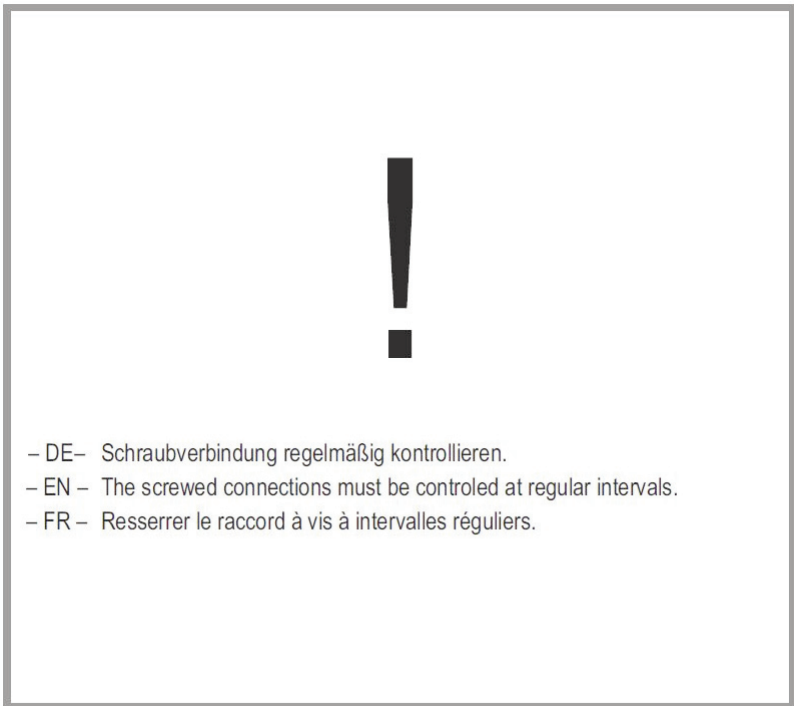 !
– DE– Schraubverbindung regelmäßig kontrollieren.
– EN – The screwed connections must be controled at regular intervals.
– FR – Resserrer le raccord à vis à intervalles réguliers.